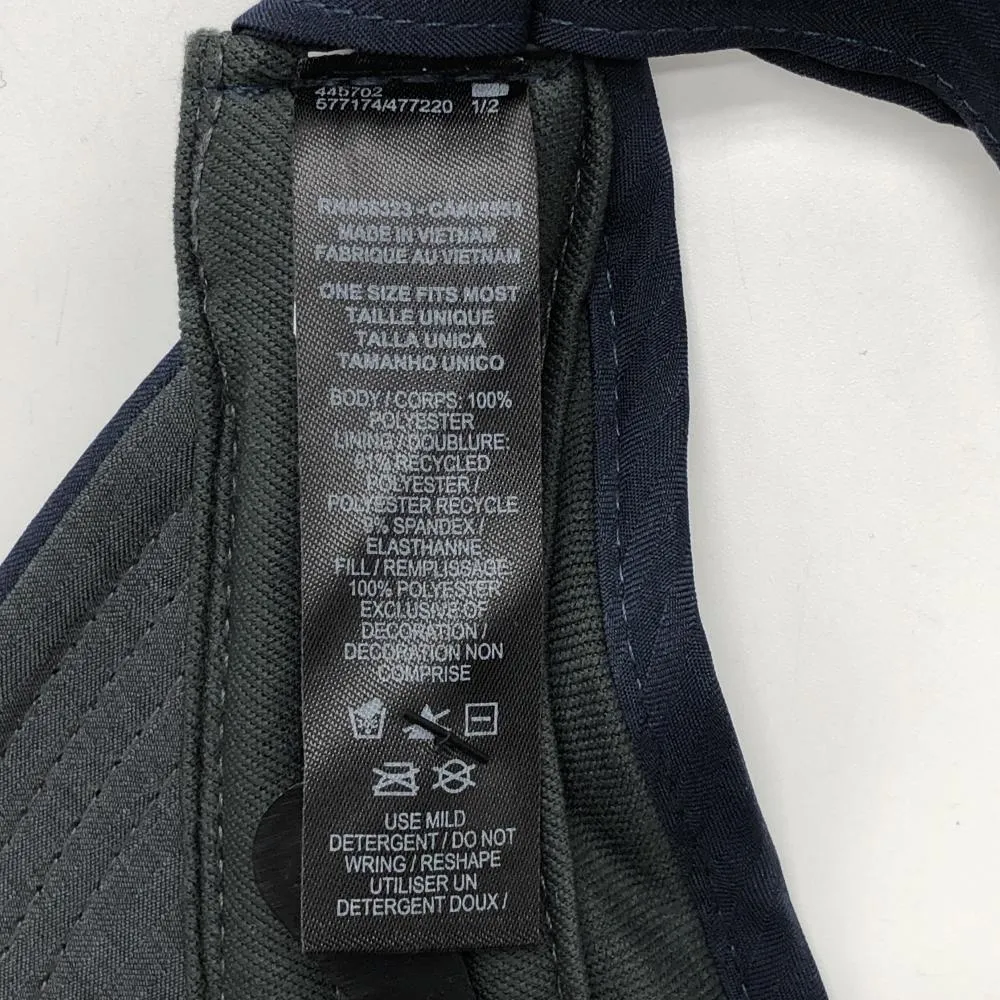 445702
577174/477220 1/2
MADE IN VIETNAM
FABRIQUE AU VIETNAM
ONE SIZE FITS MOST
TAILLE UNIQUE
TALLA UNICA
TAMANHO UNICO
BODY / CORPS: 100%
POLYESTER
LINING / DOUBLURE:
91% RECYCLED
POLYESTER /
POLYESTER RECYCLE
9% SPANDEX /
ELASTHANNE
FILL / REMPLISSAGE
100% POLYESTER
EXCLUSIVE OF
DECORATION /
DECORATION NON
COMPRISE
USE MILD
DETERGENT / DO NOT
WRING / RESHAPE
UTILISER UN
DETERGENT DOUX /